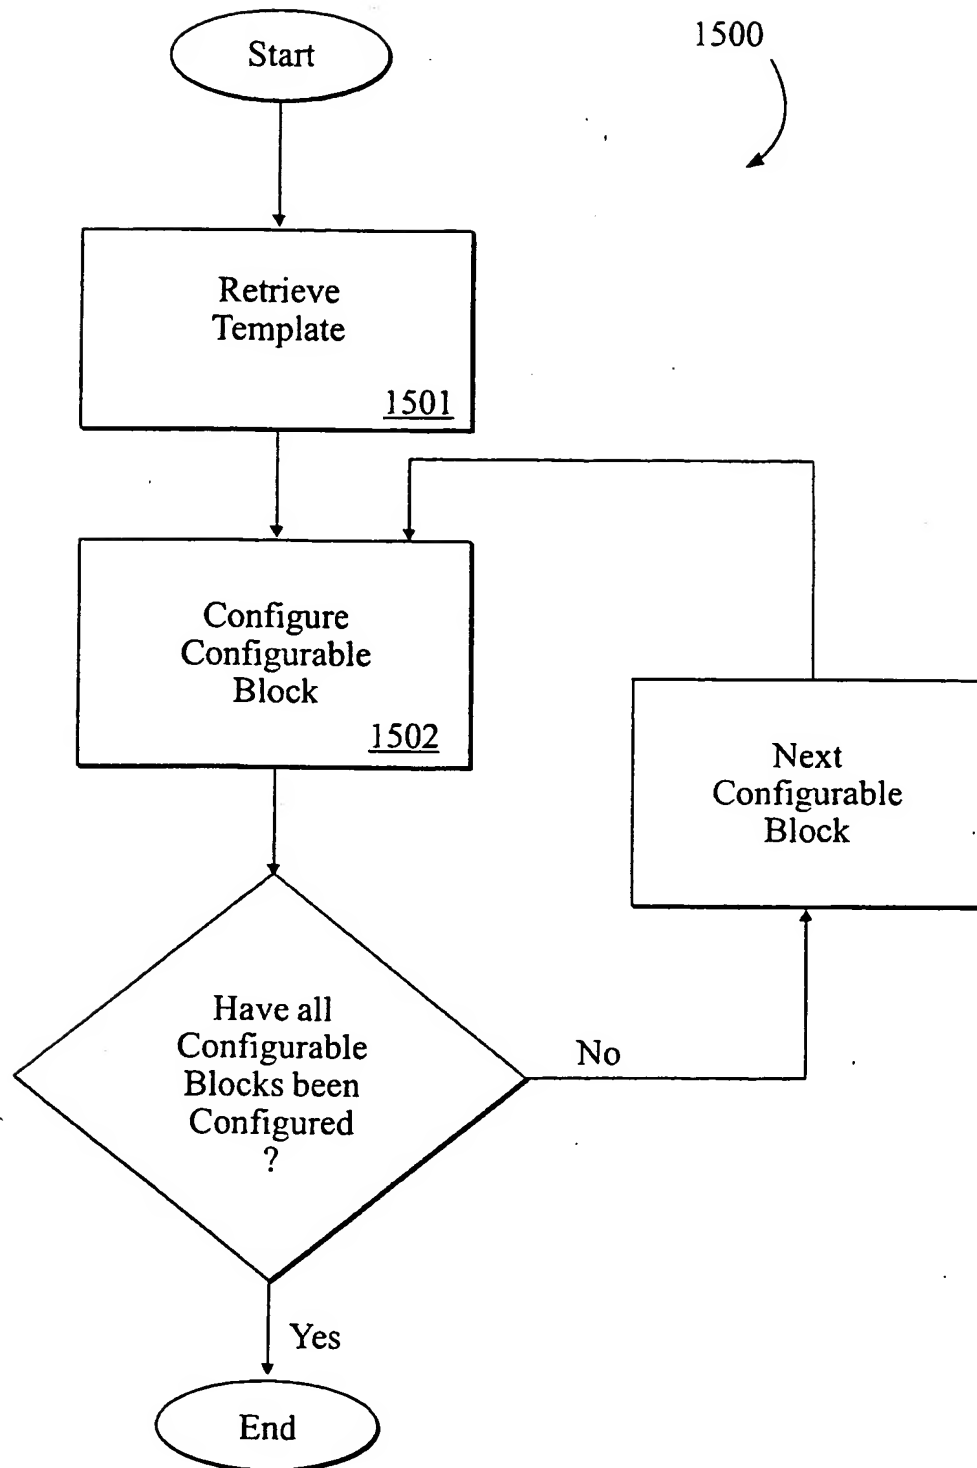 Start
1500
Retrieve
Template
1501
Configure
Configurable
Block
1502
Next
Configurable
Block
Have all
Configurable
Blocks been
Configured
?
No
Yes
End